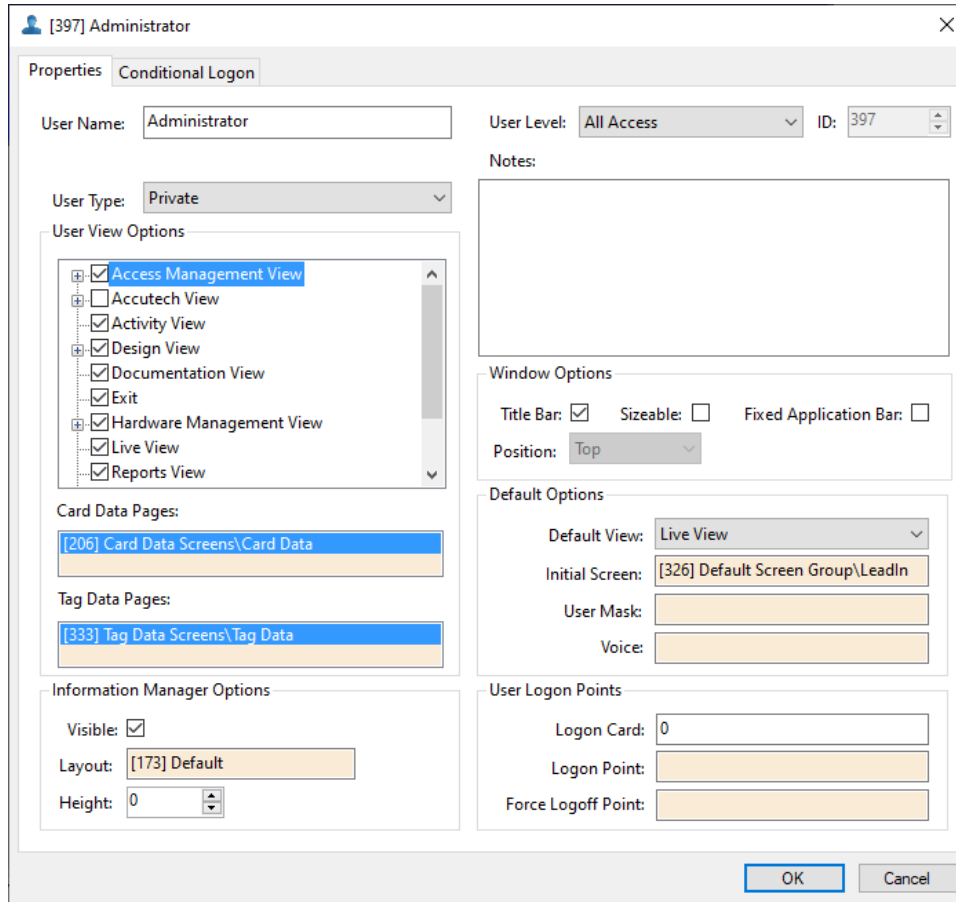 [397] Administrator
Properties
Conditional Logon
User Name:
Administrator
User Level:
All Access
ID:
397
Notes:
User Type:
Private
User View Options
Access Management View
Accutech View
Activity View
Design View
Documentation View
Exit
Hardware Management View
Live View
Reports View
Card Data Pages:
[206] Card Data Screens\Card Data
Tag Data Pages:
[333] Tag Data Screens\Tag Data
Information Manager Options
Visible:
Layout:
[173] Default
Height:
0
Window Options
Title Bar:
Sizeable:
Fixed Application Bar:
Position:
Top
Default Options
Default View:
Live View
Initial Screen:
[326] Default Screen Group\LeadIn
User Mask:
Voice:
User Logon Points
Logon Card:
0
Logon Point:
Force Logoff Point:
OK
Cancel